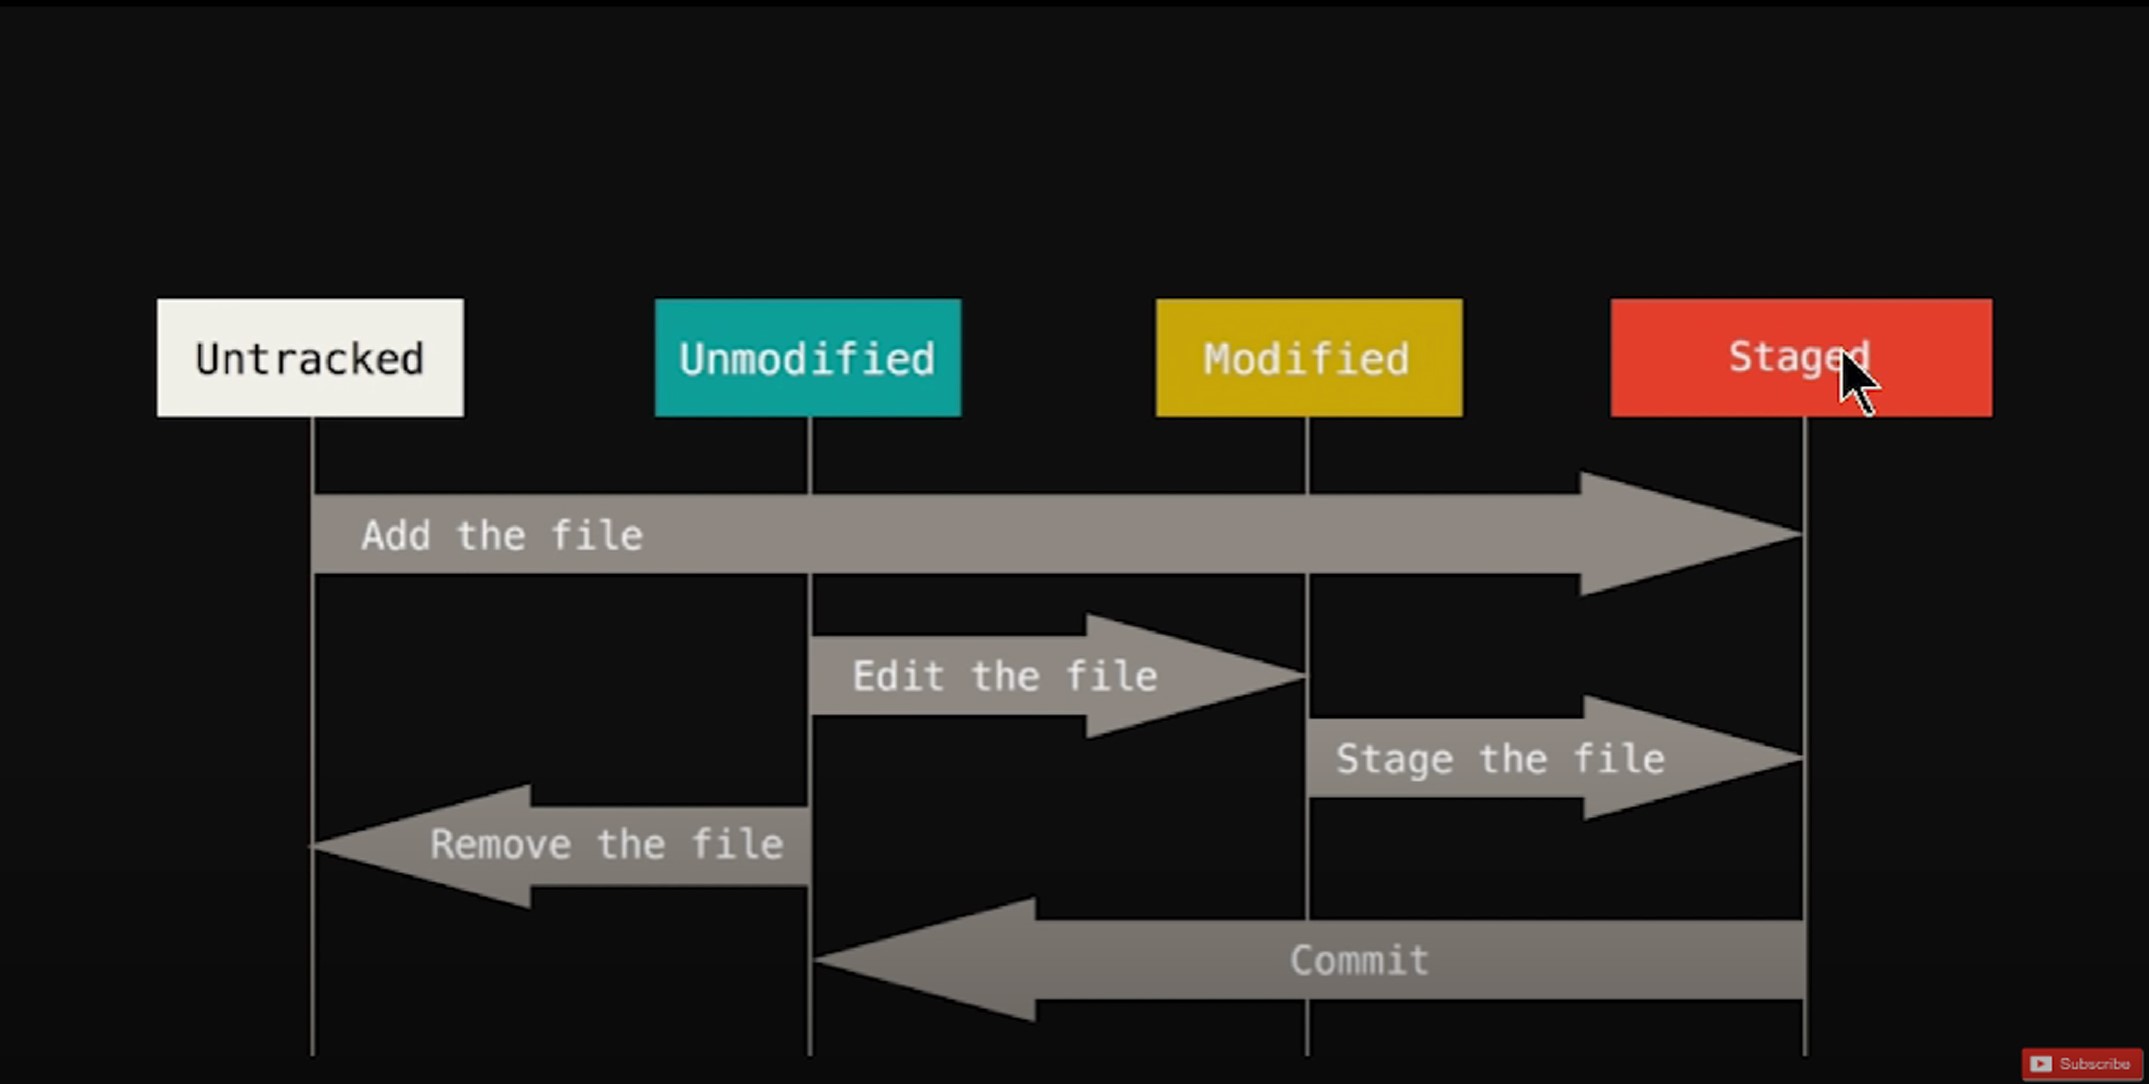 Untracked
Unmodified
Modified
Staged
Add the file
Edit the file
Stage the file
Remove the file
Commit
Subscribe